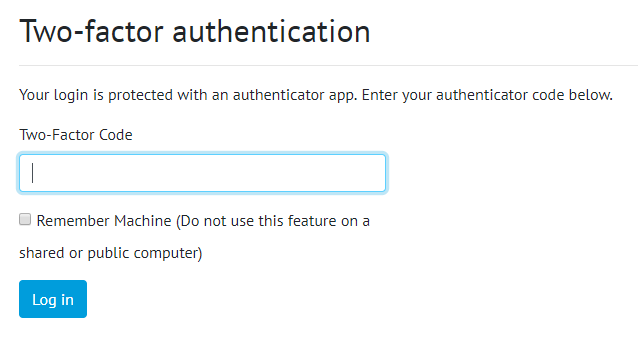 Two-factor authentication
Your login is protected with an authenticator app. Enter your authenticator code below.
Two-Factor Code
Remember Machine (Do not use this feature on a
shared or public computer)
Log in